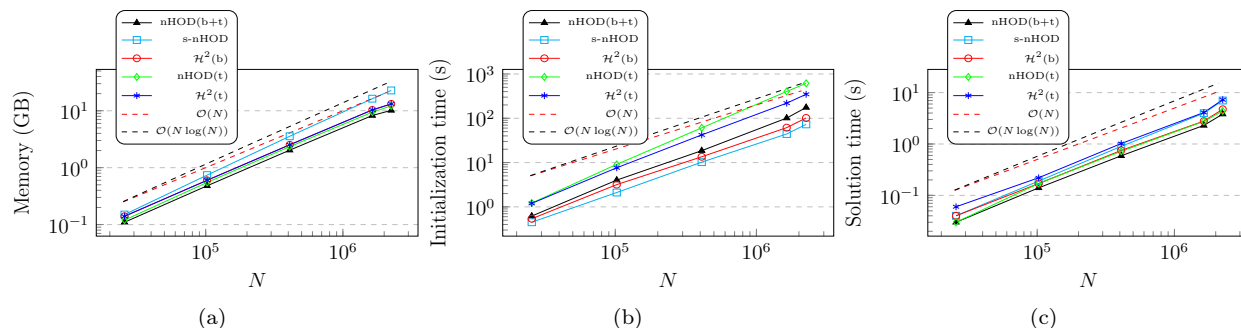 nHOD(b+t)
s-nHOD
ℋ²(b)
nHOD(t)
ℋ²(t)
𝒪(N)
𝒪(N log(N))
10¹
10⁰
10⁻¹
10⁵
10⁶
Memory (GB)
N
(a)
nHOD(b+t)
s-nHOD
ℋ²(b)
nHOD(t)
ℋ²(t)
𝒪(N)
𝒪(N log(N))
10³
10²
10¹
10⁰
10⁵
10⁶
Initialization time (s)
N
(b)
nHOD(b+t)
s-nHOD
ℋ²(b)
nHOD(t)
ℋ²(t)
𝒪(N)
𝒪(N log(N))
10¹
10⁰
10⁻¹
10⁵
10⁶
Solution time (s)
N
(c)